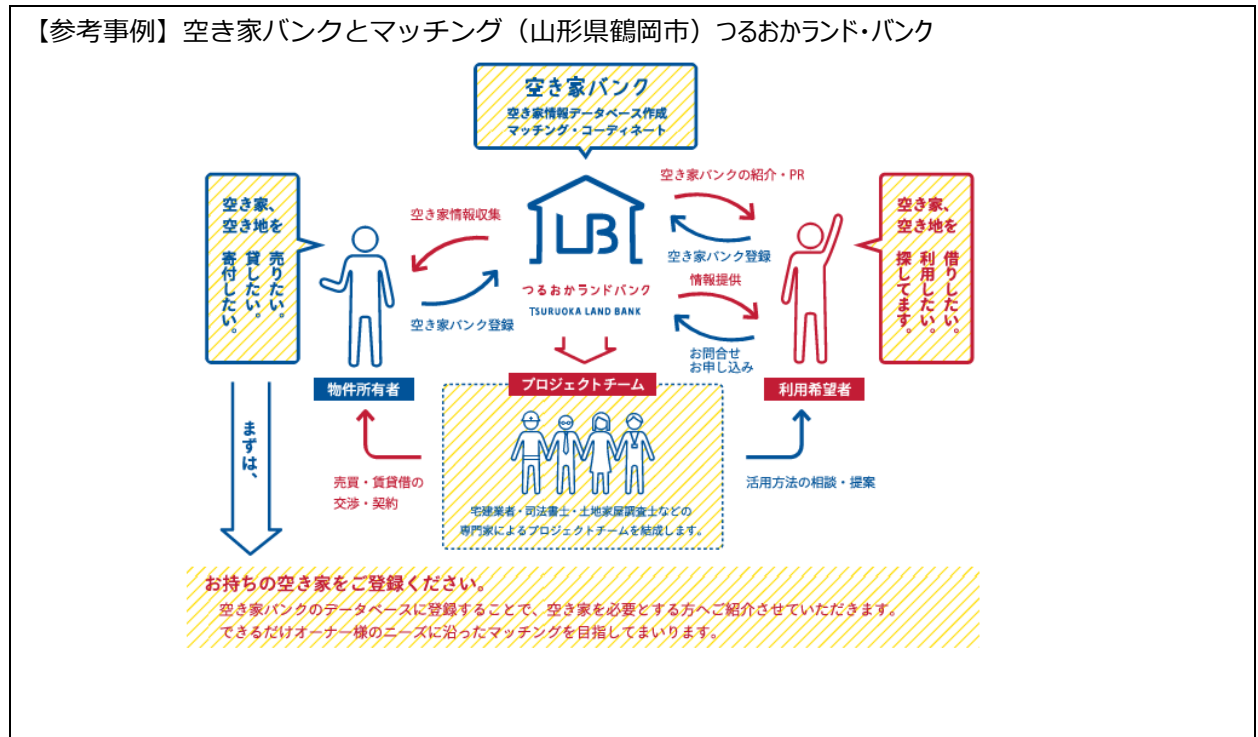 【参考事例】空き家バンクとマッチング（山形県鶴岡市）つるおかランド・バンク
空き家バンク
空き家情報データベース作成
マッチング・コーディネート
空き家、
空き地を
売りたい。
貸したい。
寄付したい。
空き家情報収集
空き家バンク登録
LB
つるおかランドバンク
TSURUOKA LAND BANK
空き家バンクの紹介・PR
空き家バンク登録
情報提供
お問合せ
お申し込み
空き家、
空き地を
借りしたい。
利用したい。
探してます。
物件所有者
プロジェクトチーム
利用希望者
まずは、
売買・賃貸借の
交渉・契約
宅建業者・司法書士・土地家屋調査士などの
専門家によるプロジェクトチームを結成します。
活用方法の相談・提案
お持ちの空き家をご登録ください。
空き家バンクのデータベースに登録することで、空き家を必要とする方へご紹介させていただきます。
できるだけオーナー様のニーズに沿ったマッチングを目指してまいります。